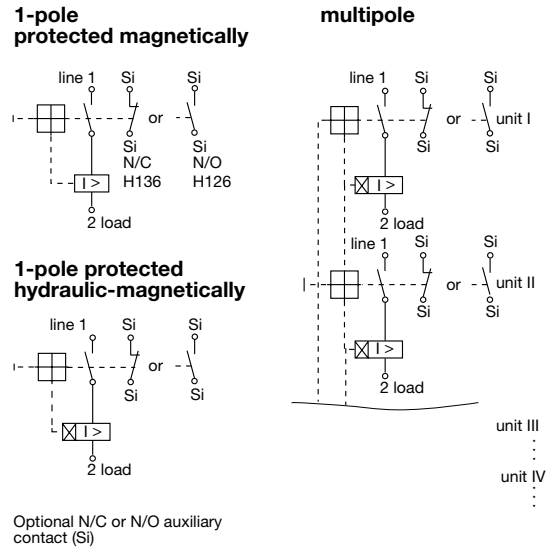 1-pole
protected magnetically
line 1 Si Si
or
Si Si
N/C N/O
I > H136 H126
2 load
1-pole protected
hydraulic-magnetically
line 1 Si Si
or
Si Si
I >
2 load
Optional N/C or N/O auxiliary
contact (Si)
multipole
line 1 Si Si
or unit I
Si Si
I >
2 load
line 1 Si Si
or unit II
Si Si
I >
2 load
unit III
unit IV